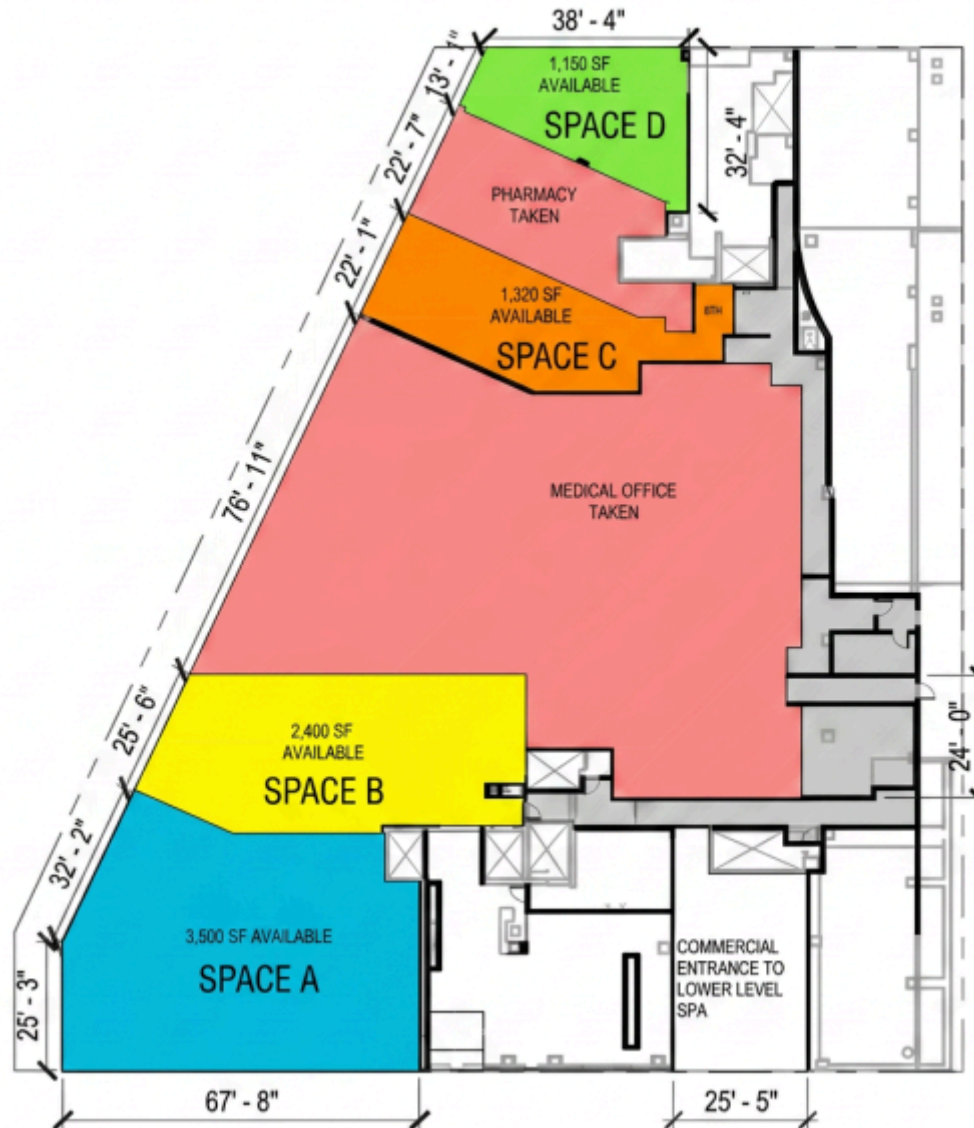 38' - 4"
1,150 SF
AVAILABLE
SPACE D
13' - 1"
32' - 4"
22' - 7"
PHARMACY
TAKEN
22' - 1"
1,320 SF
AVAILABLE
SPACE C
BTH
76' - 11"
MEDICAL OFFICE
TAKEN
25' - 6"
2,400 SF
AVAILABLE
SPACE B
24' - 0"
32' - 2"
3,500 SF AVAILABLE
SPACE A
COMMERCIAL
ENTRANCE TO
LOWER LEVEL
SPA
25' - 3"
67' - 8"
25' - 5"